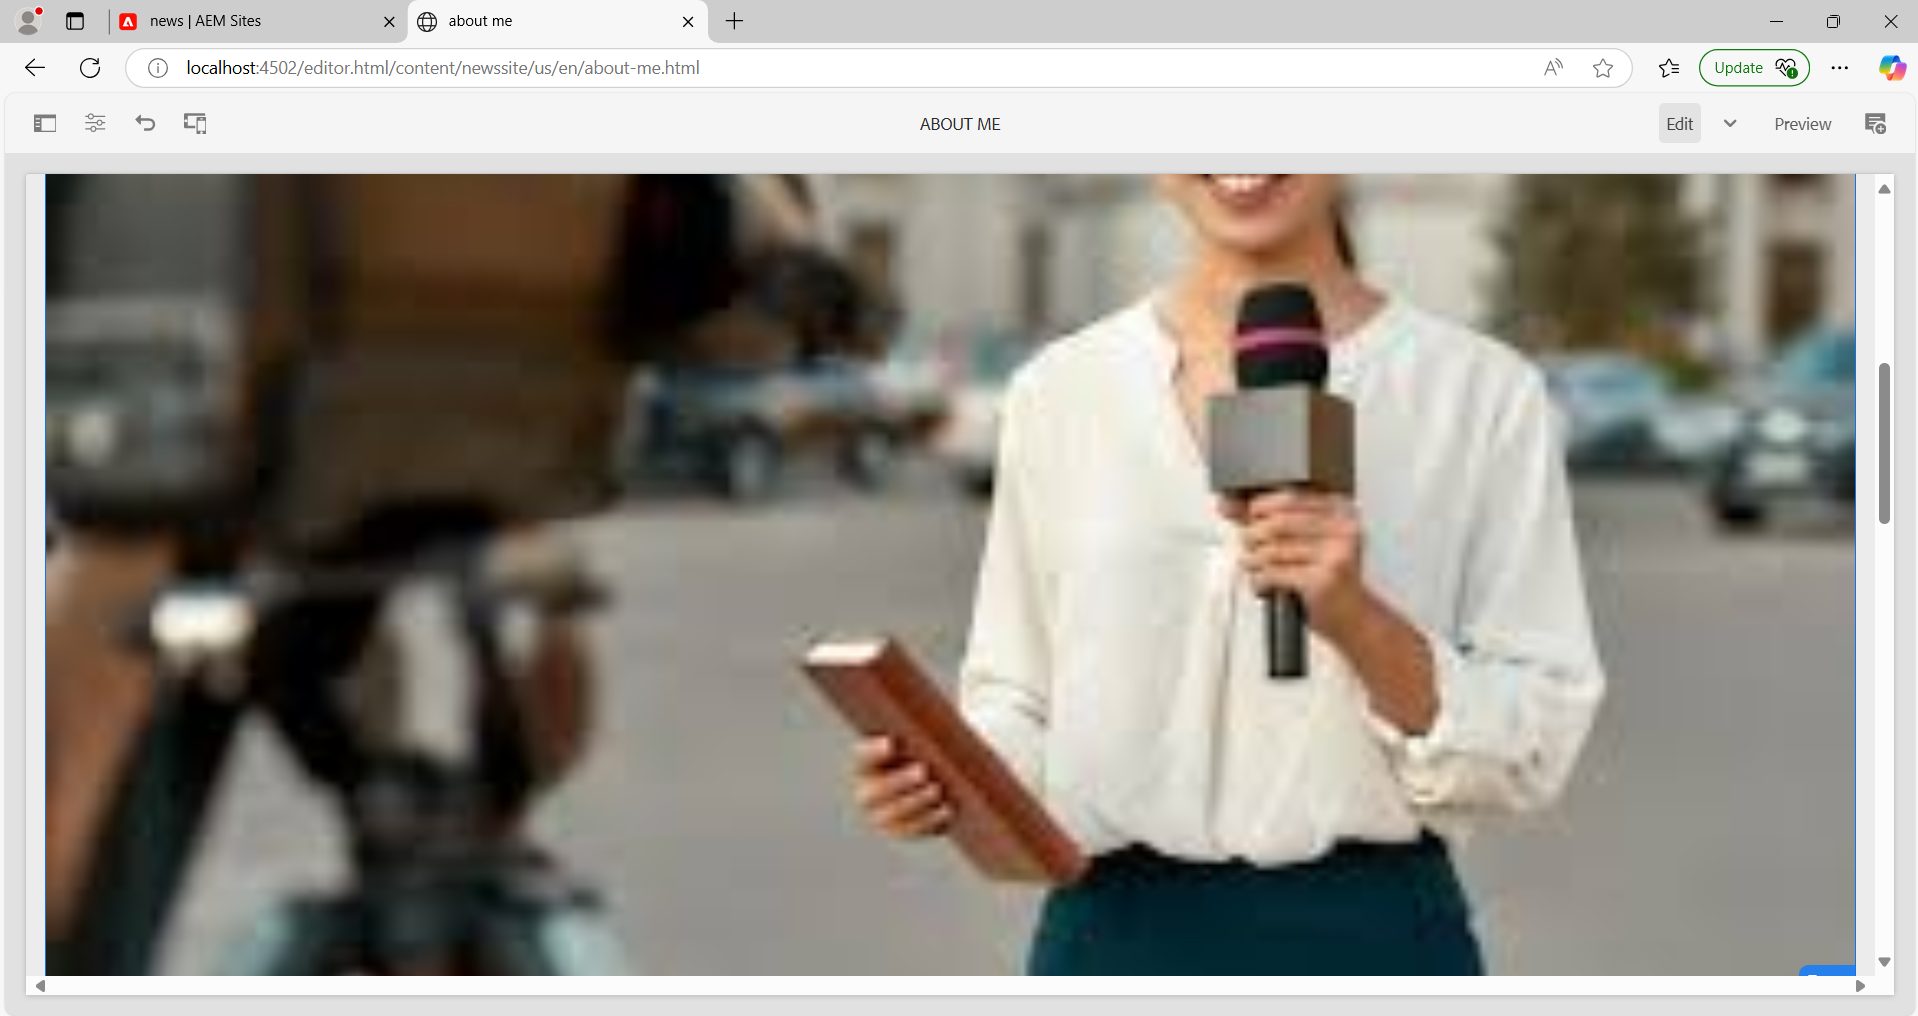 news | AEM Sites
about me
localhost:4502/editor.html/content/newssite/us/en/about-me.html
Update
ABOUT ME
Edit
Preview